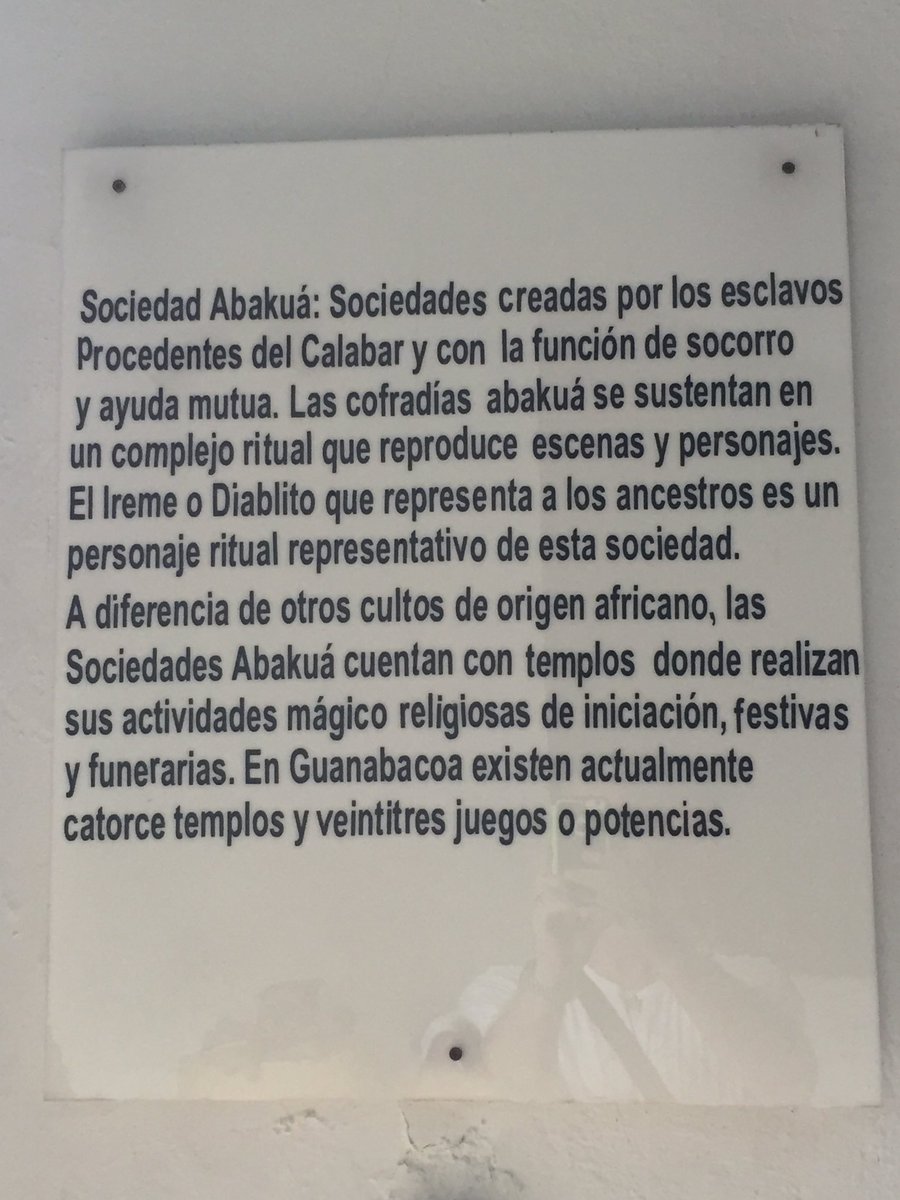 Sociedad Abakuá: Sociedades creadas por los esclavos
Procedentes del Calabar y con la función de socorro
y ayuda mutua. Las cofradías abakuá se sustentan en
un complejo ritual que reproduce escenas y personajes.
El Ireme o Diablito que representa a los ancestros es un
personaje ritual representativo de esta sociedad.
A diferencia de otros cultos de origen africano, las
Sociedades Abakuá cuentan con templos donde realizan
sus actividades mágico religiosas de iniciación, festivas
y funerarias. En Guanabacoa existen actualmente
catorce templos y veintitres juegos o potencias.